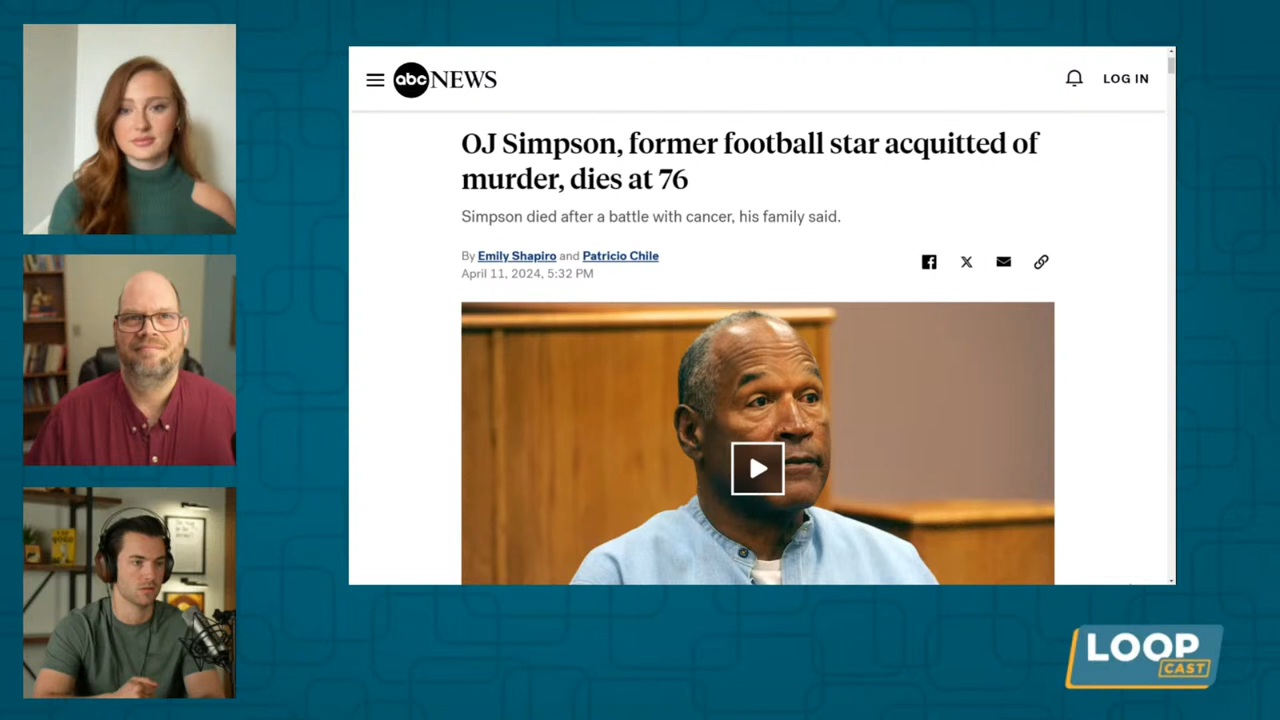 abc NEWS
LOG IN
OJ Simpson, former football star acquitted of
murder, dies at 76
Simpson died after a battle with cancer, his family said.
By Emily Shapiro and Patricio Chile
April 11, 2024, 5:32 PM
LOOP
CAST